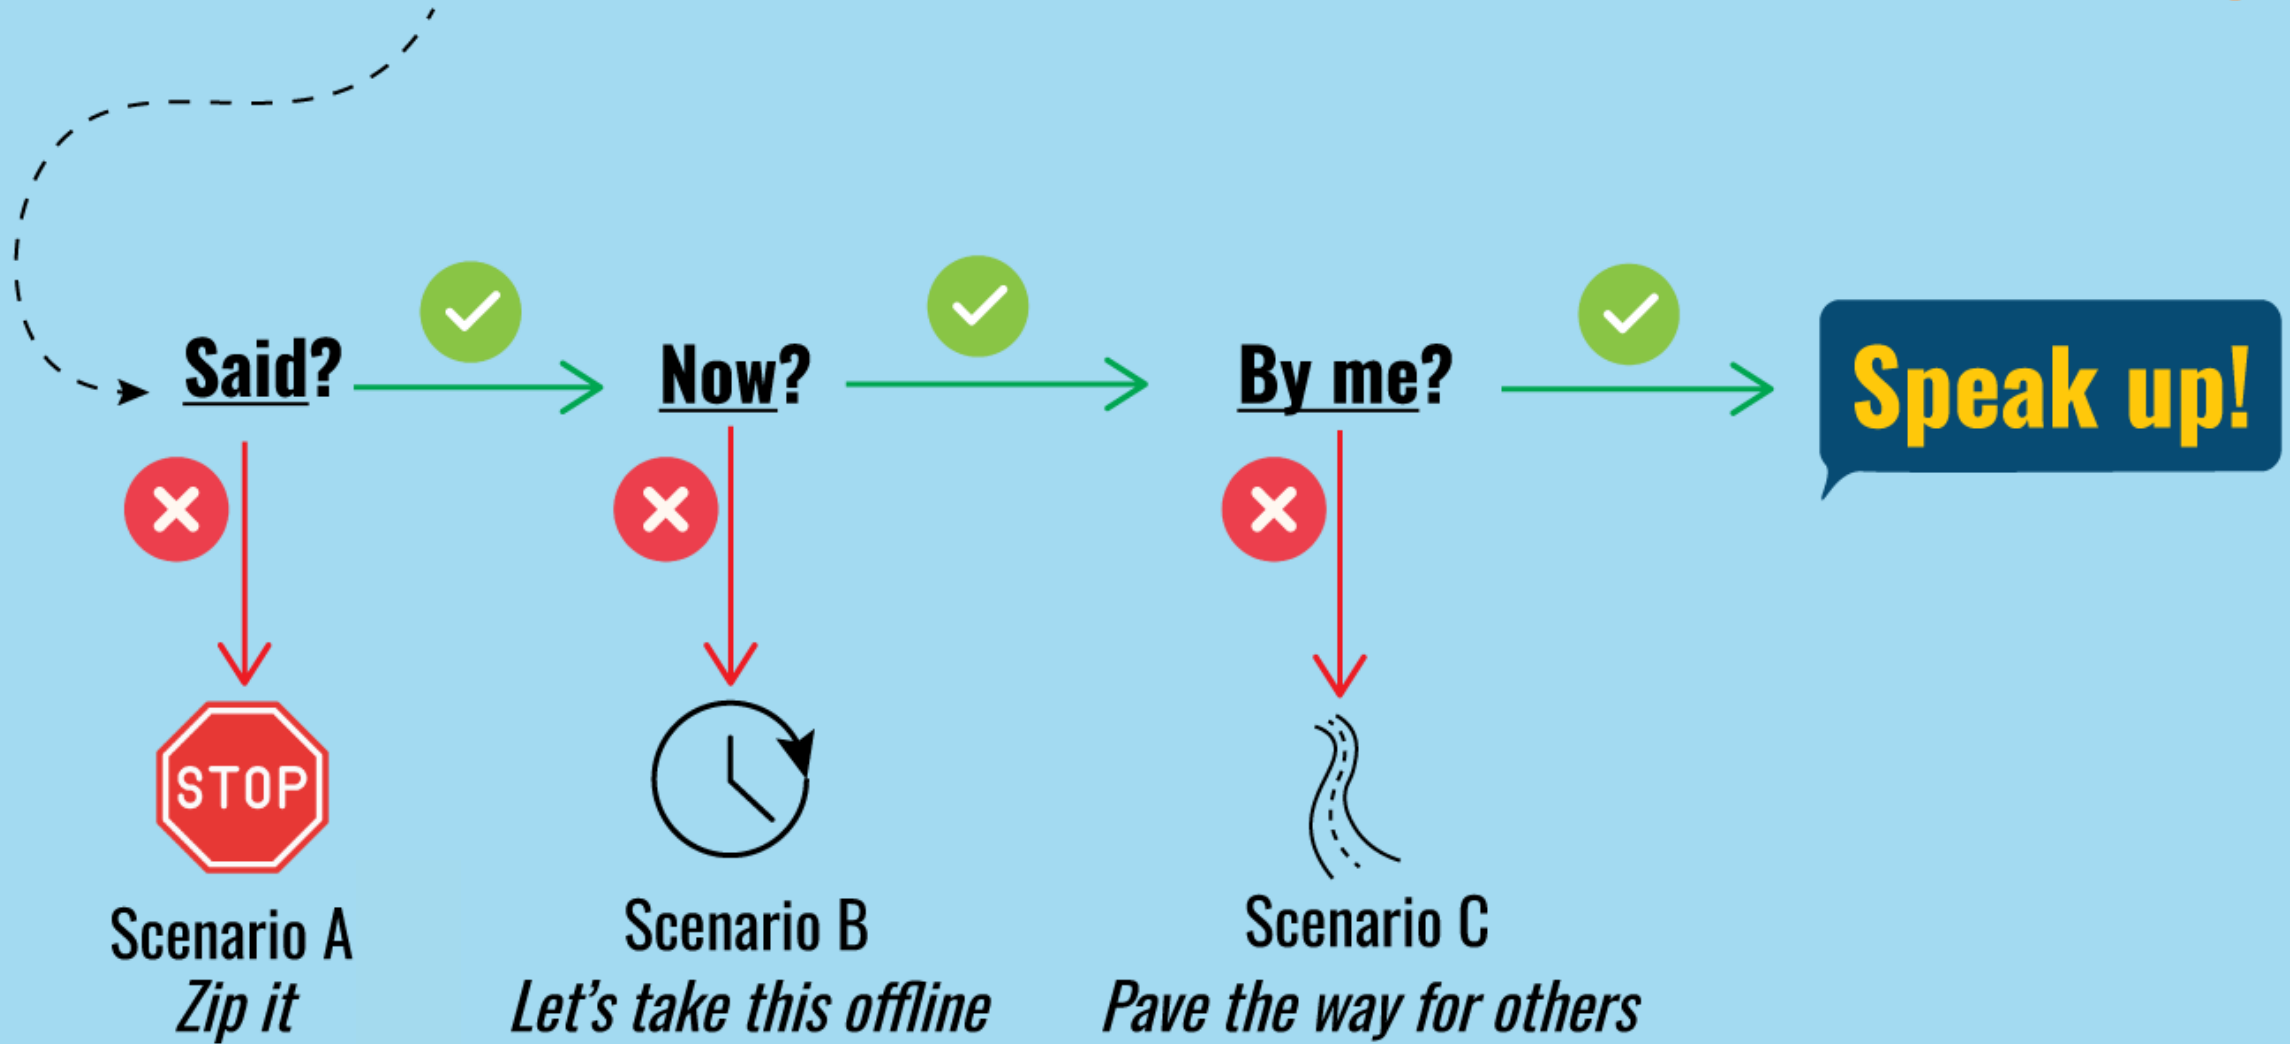 Said?
Now?
By me?
Speak up!
STOP
Scenario A
Zip it
Scenario B
Let's take this offline
Scenario C
Pave the way for others